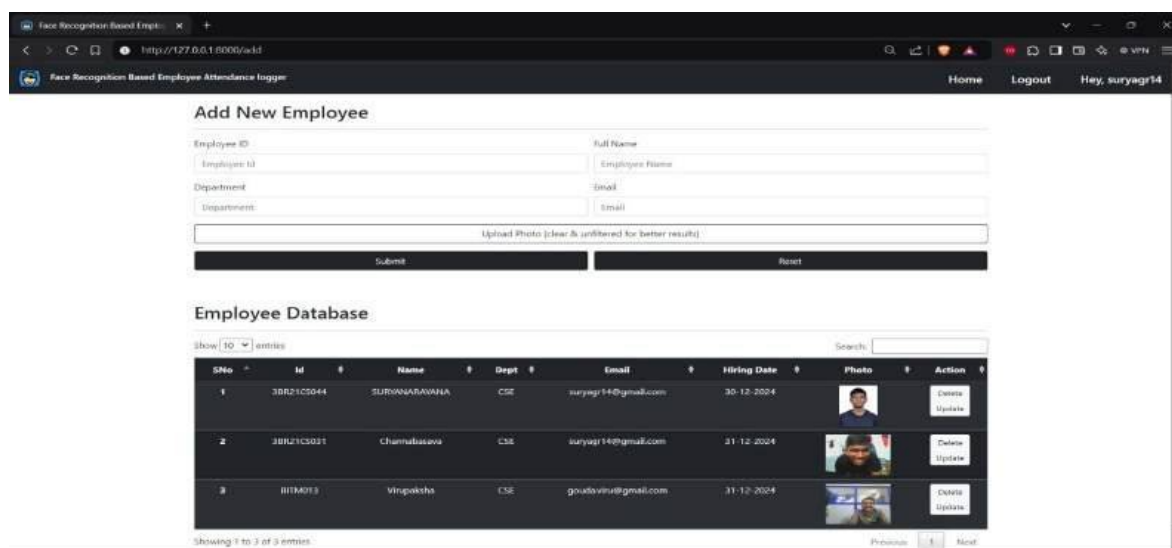 Face Recognition Based Emplo
http://127.0.0.1:8000/add
VPN
Face Recognition Based Employee Attendance logger
Home Logout Hey, suryagr14
Add New Employee
Employee ID Full Name
Employee Id Employee Name
Department Email
Department Email
Upload Photo (clear & unfiltered for better results)
Submit Reset
Employee Database
Show 10 entries Search:
SNo Id Name Dept Email Hiring Date Photo Action
1 3BR21CS044 SURYANARAYANA CSE suryagr14@gmail.com 30-12-2024 Delete
Update
2 3BR21CS031 Channabasava CSE suryagr14@gmail.com 31-12-2024 Delete
Update
3 BITM013 Virupaksha CSE goudaviru@gmail.com 31-12-2024 Delete
Update
Showing 1 to 3 of 3 entries Previous 1 Next